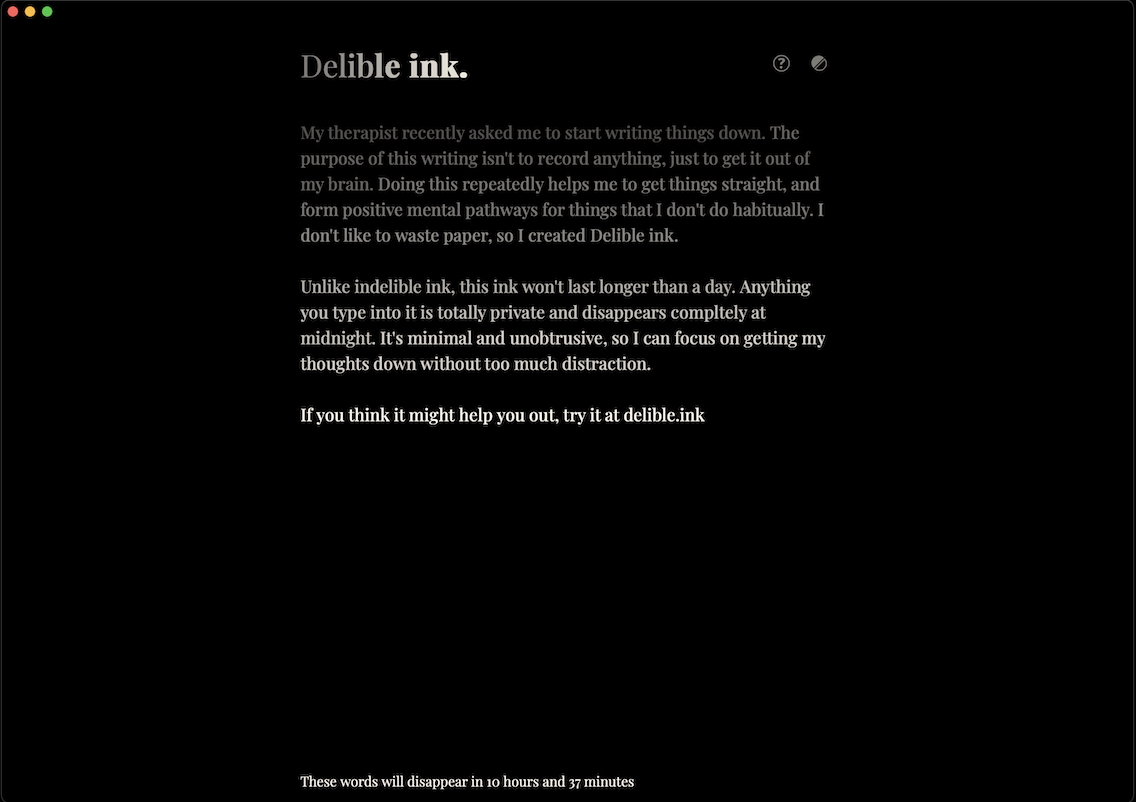 Delible ink.
My therapist recently asked me to start writing things down. The
purpose of this writing isn't to record anything, just to get it out of
my brain. Doing this repeatedly helps me to get things straight, and
form positive mental pathways for things that I don't do habitually. I
don't like to waste paper, so I created Delible ink.
Unlike indelible ink, this ink won't last longer than a day. Anything
you type into it is totally private and disappears compltely at
midnight. It's minimal and unobtrusive, so I can focus on getting my
thoughts down without too much distraction.
If you think it might help you out, try it at delible.ink
These words will disappear in 10 hours and 37 minutes